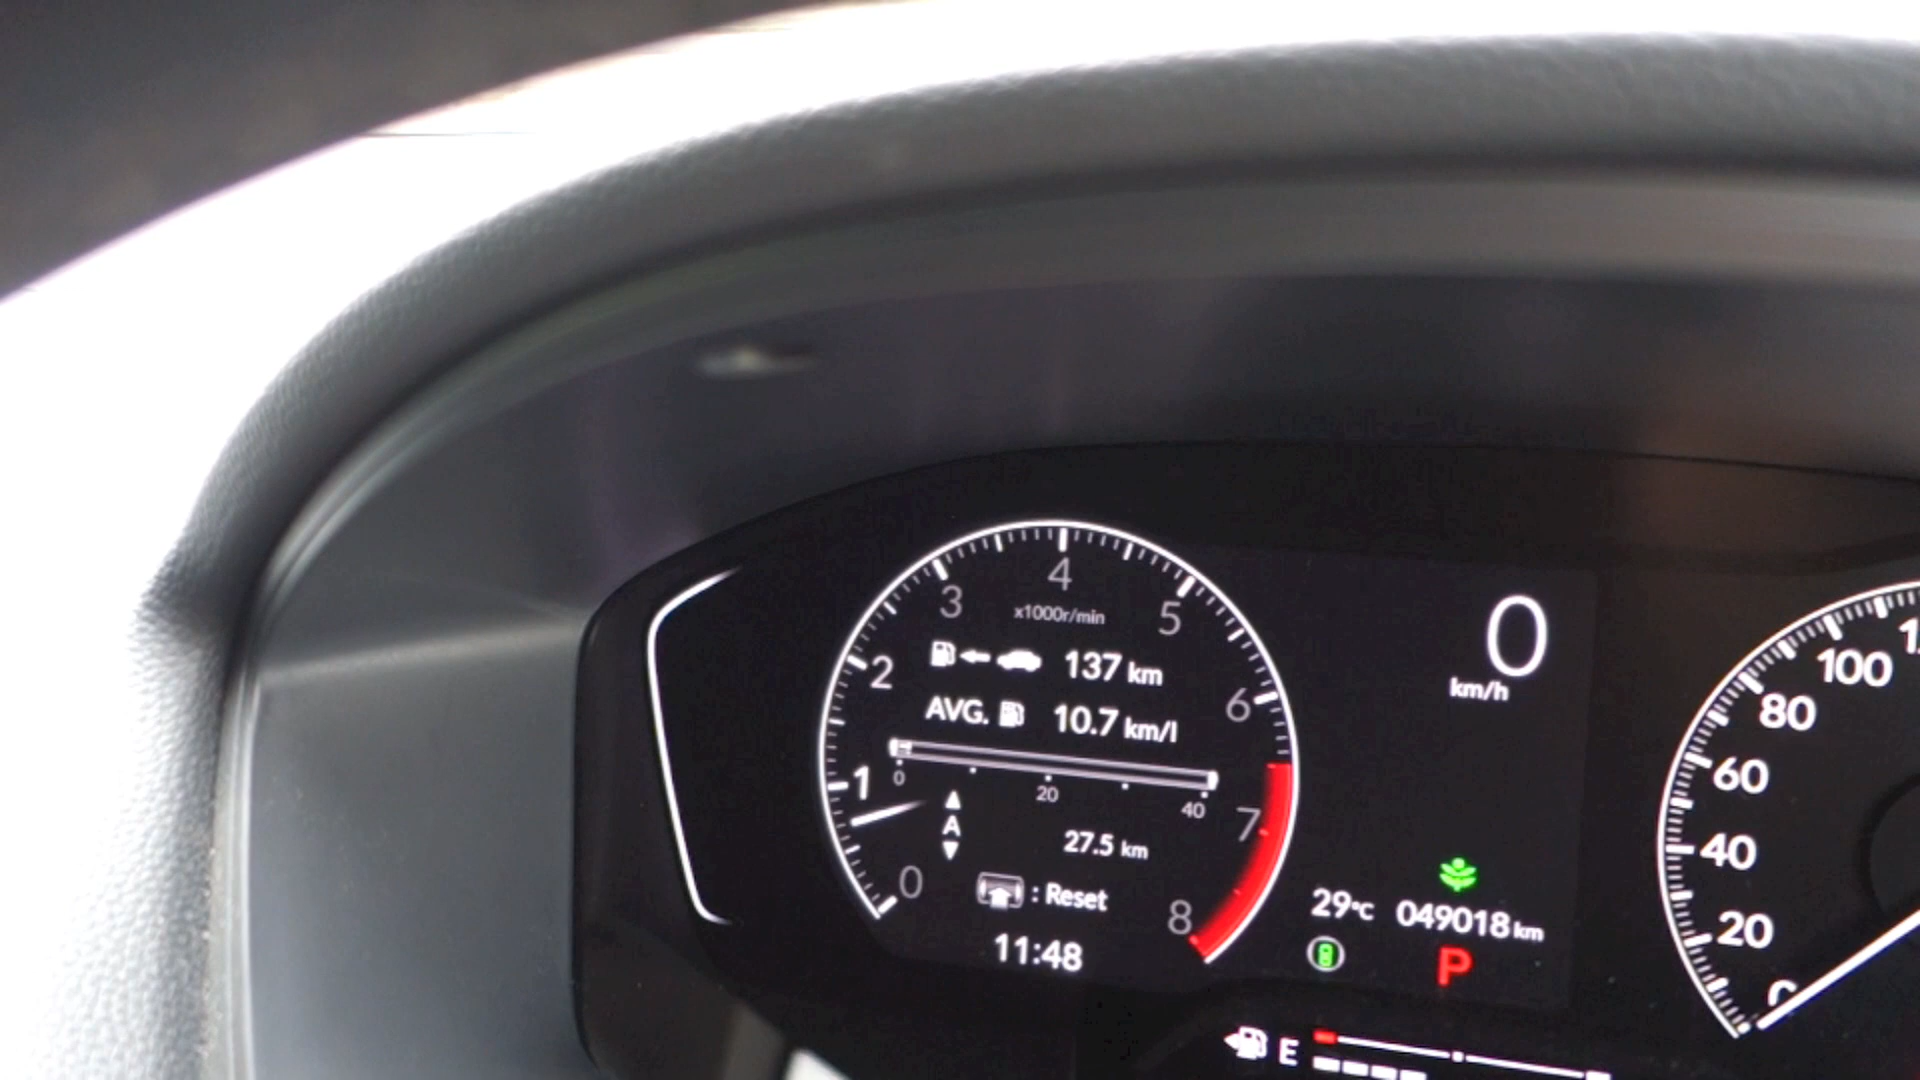 4
3
5
x1000r/min
2
137 km
6
AVG. 10.7 km/l
1
0 20 40
A
7
27.5 km
0
: Reset
8
11:48
0
km/h
29°C 049018 km
P
E
100
80
60
40
20
0